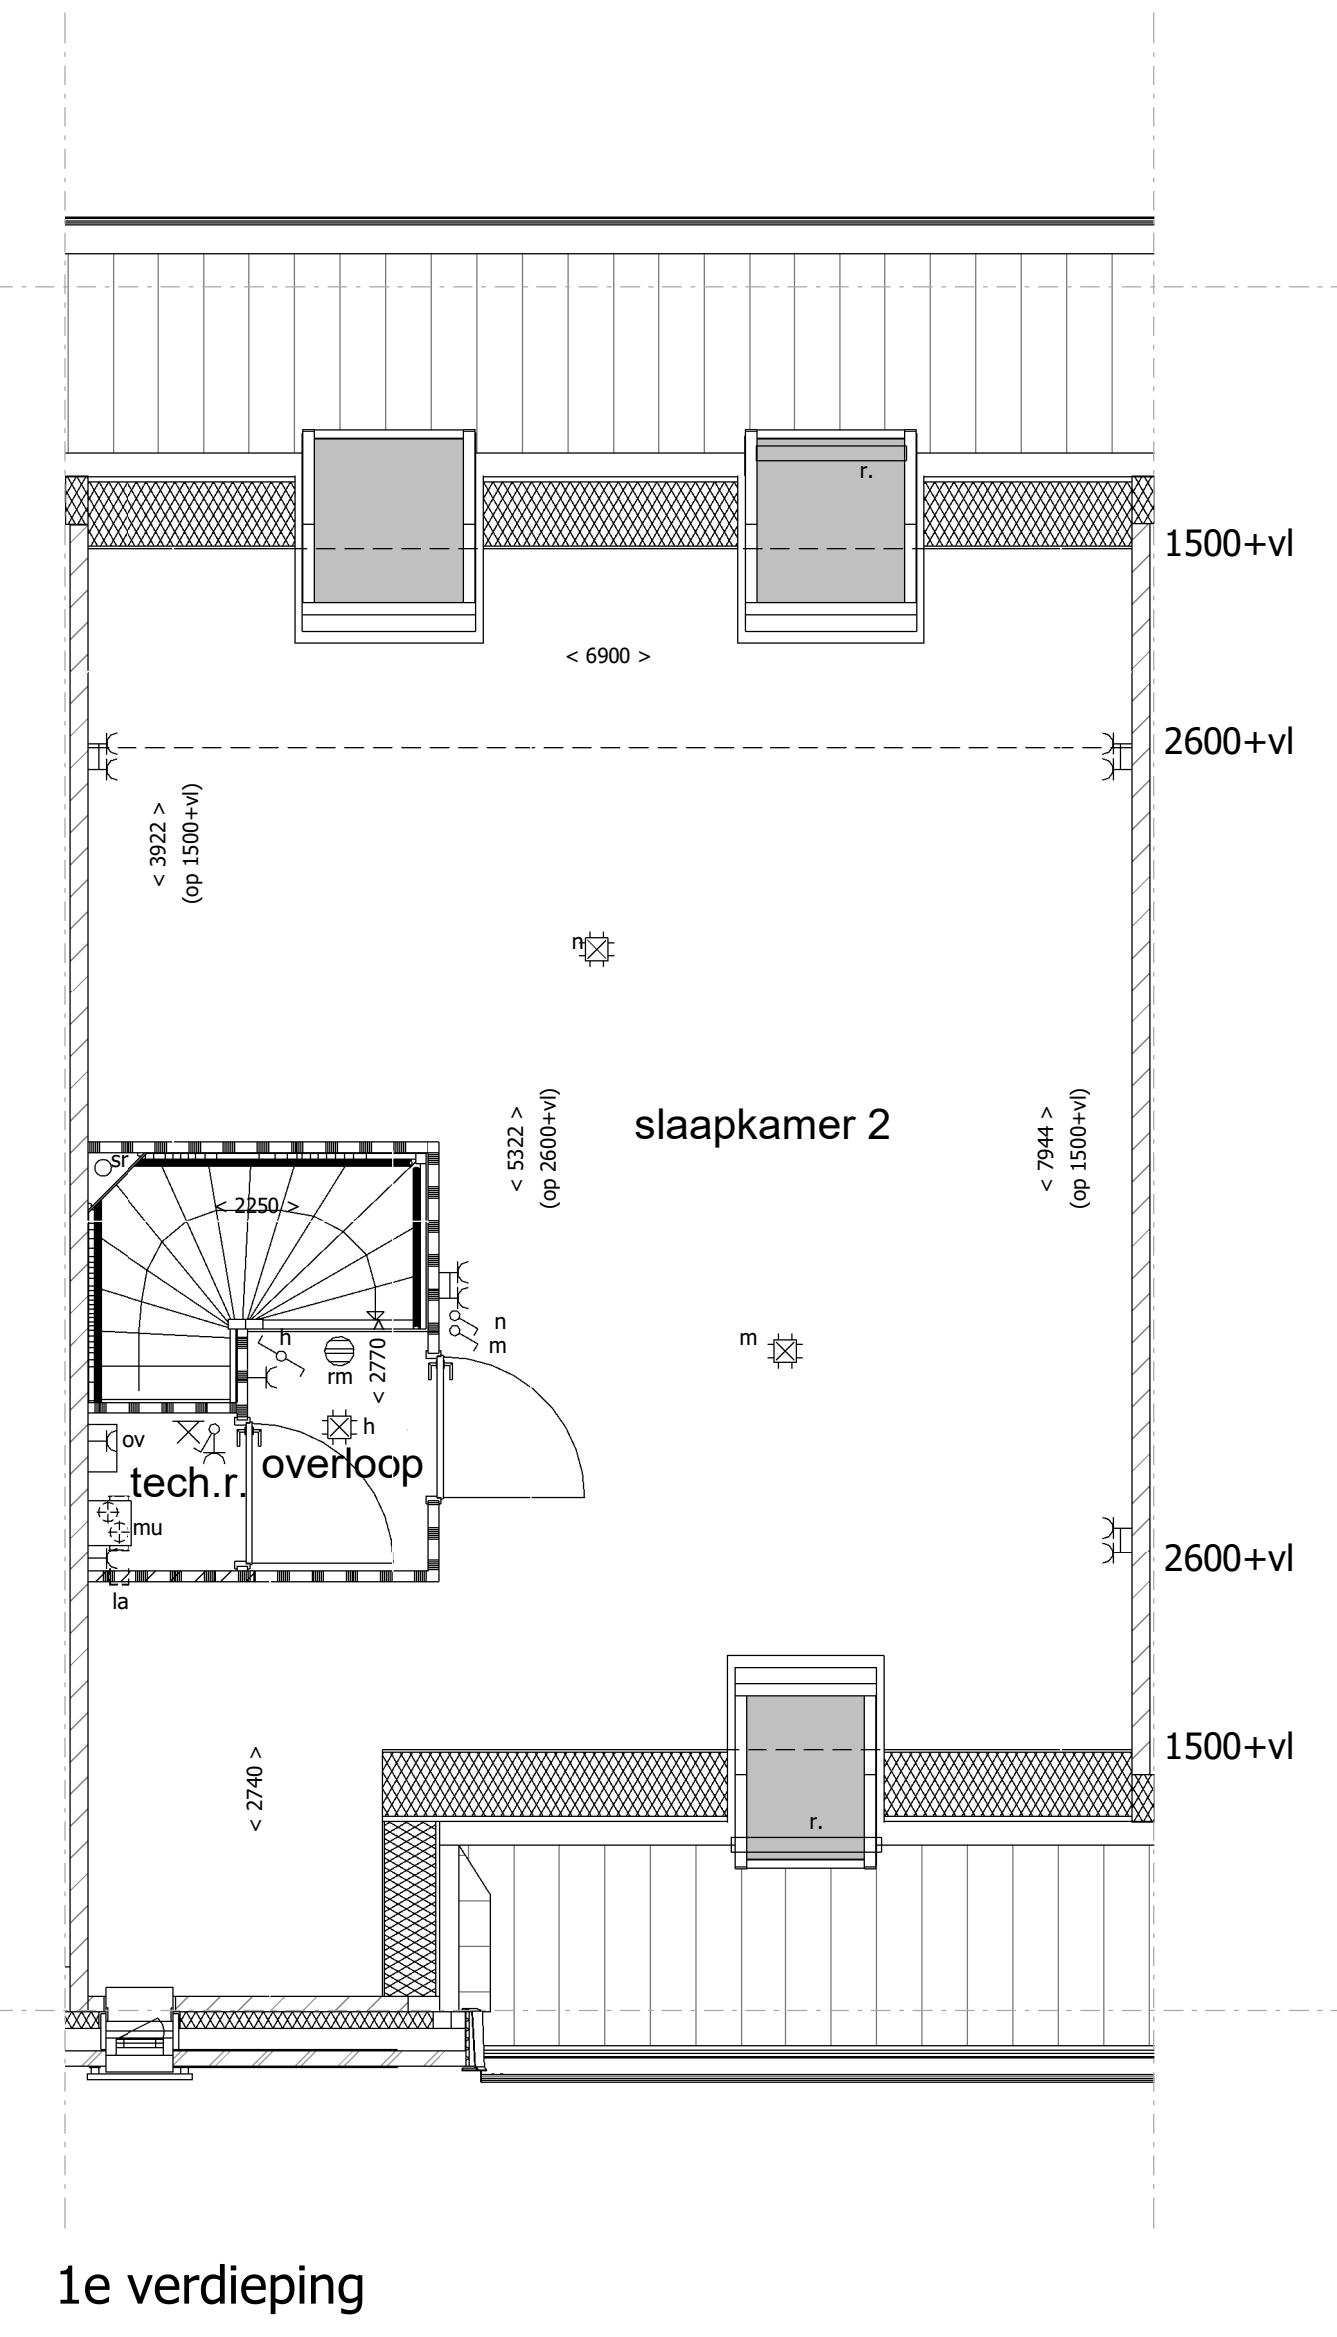 r.
1500+vl
< 6900 >
2600+vl
< 3922 >
(op 1500+vl)
n
slaapkamer 2
< 5322 >
(op 2600+vl)
< 7944 >
(op 1500+vl)
sr
< 2250 >
n
m
h
rm
< 2770 >
m
h
ov
overloop
tech.r.
mu
la
2600+vl
1500+vl
< 2740 >
r.
1e verdieping